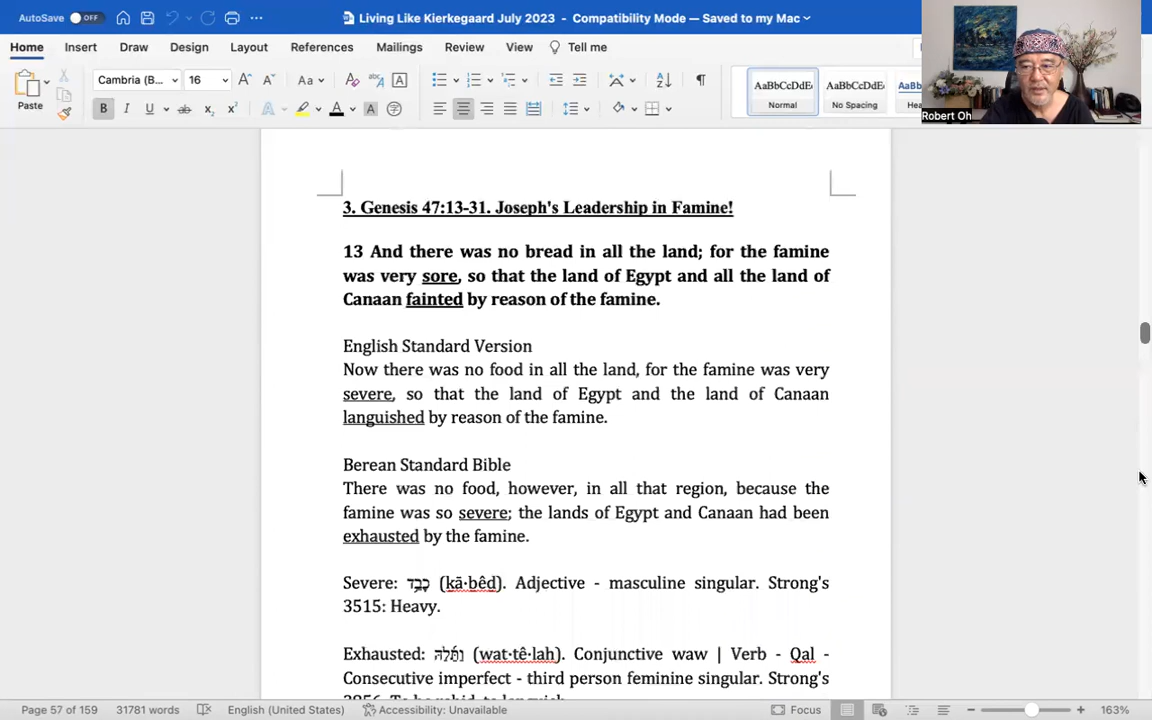 AutoSave OFF Living Like Kierkegaard July 2023 - Compatibility Mode — Saved to my Mac
Home Insert Draw Design Layout References Mailings Review View Tell me
Paste Cambria (B... 16 Aa AaBbCcDdE Normal AaBbCcDdE No Spacing AaBb Hea
Robert Oh
3. Genesis 47:13-31. Joseph's Leadership in Famine!
13 And there was no bread in all the land; for the famine
was very sore, so that the land of Egypt and all the land of
Canaan fainted by reason of the famine.
English Standard Version
Now there was no food in all the land, for the famine was very
severe, so that the land of Egypt and the land of Canaan
languished by reason of the famine.
Berean Standard Bible
There was no food, however, in all that region, because the
famine was so severe; the lands of Egypt and Canaan had been
exhausted by the famine.
Severe: כָבֵ֥ד (kā·bêḏ). Adjective - masculine singular. Strong's
3515: Heavy.
Exhausted: וַתֵּ֜לַהּ (wat·tê·lah). Conjunctive waw | Verb - Qal -
Consecutive imperfect - third person feminine singular. Strong's
Page 57 of 159 31781 words English (United States) Accessibility: Unavailable Focus 163%